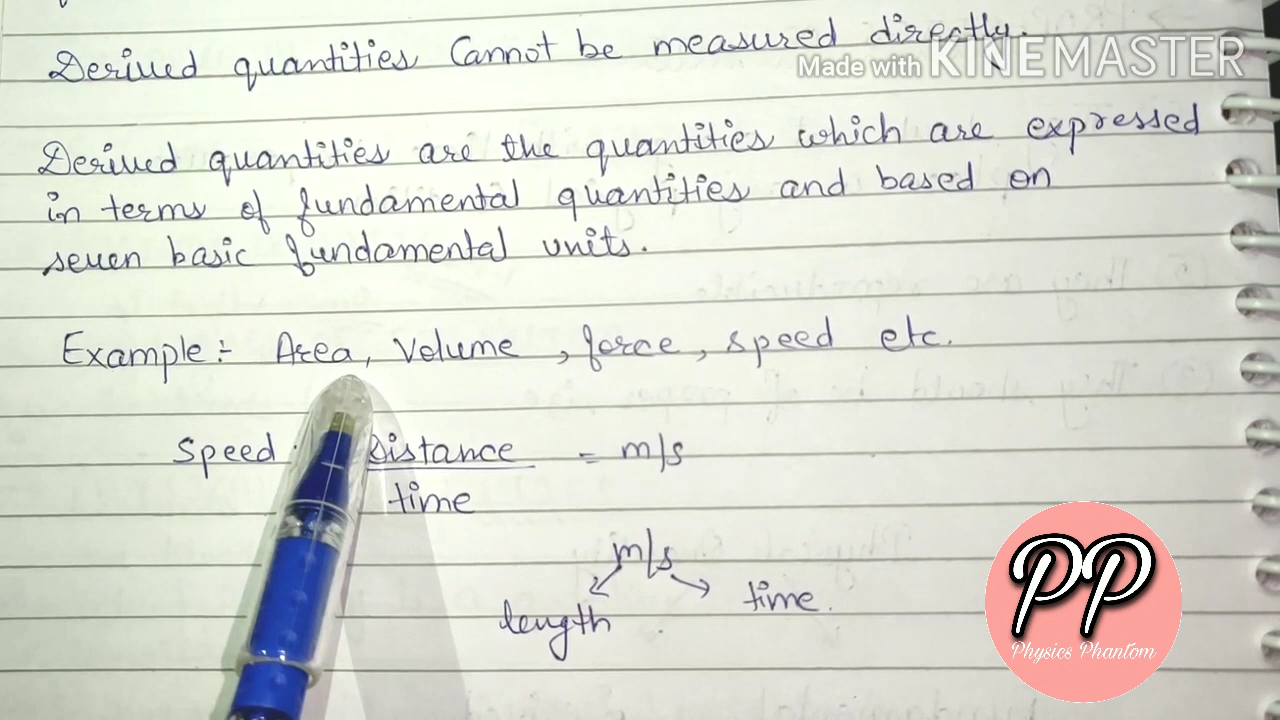 Derived quantities Cannot be measured directly.
Made with KINEMASTER
Derived quantities are the quantities which are expressed
in terms of fundamental quantities and based on
seven basic fundamental units.
Example:- Area, Volume, force, speed etc.
Speed Distance = m/s
time
m/s
length time.
PP
Physics Phantom